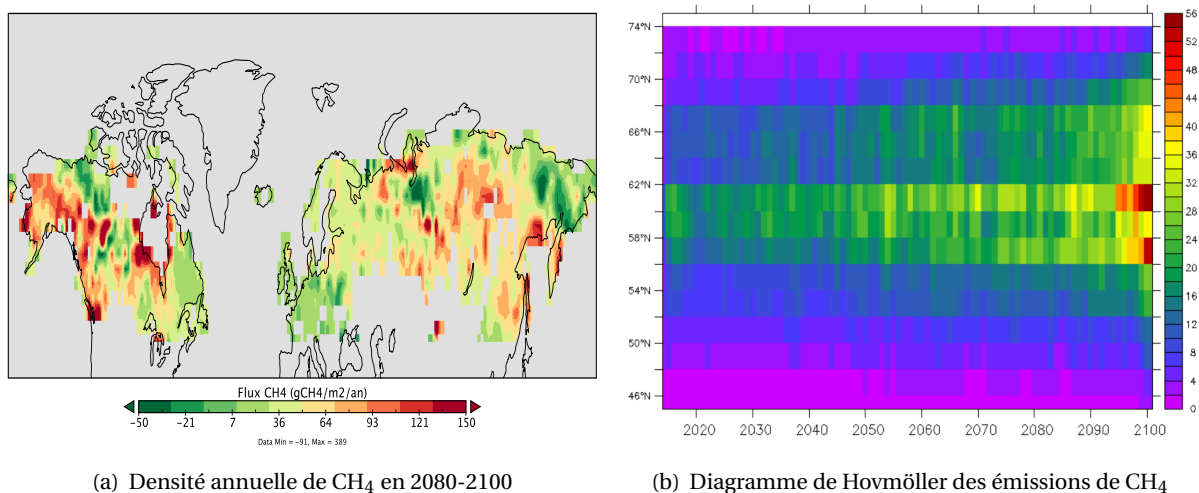 Flux CH4 (gCH4/m2/an)
−50 −21 7 36 64 93 121 150
Data Min = −91, Max = 389
(a) Densité annuelle de CH4 en 2080-2100
74°N
70°N
66°N
62°N
58°N
54°N
50°N
46°N
2020 2030 2040 2050 2060 2070 2080 2090 2100
56
52
48
44
40
36
32
28
24
20
16
12
8
4
0
(b) Diagramme de Hovmöller des émissions de CH4